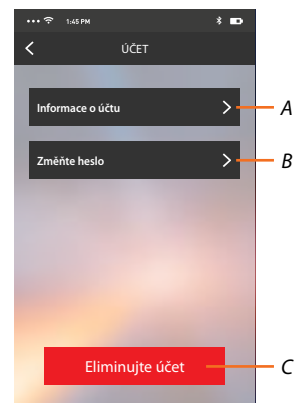 1:45 PM
ÚČET
Informace o účtu
A
Změňte heslo
B
Eliminujte účet
C